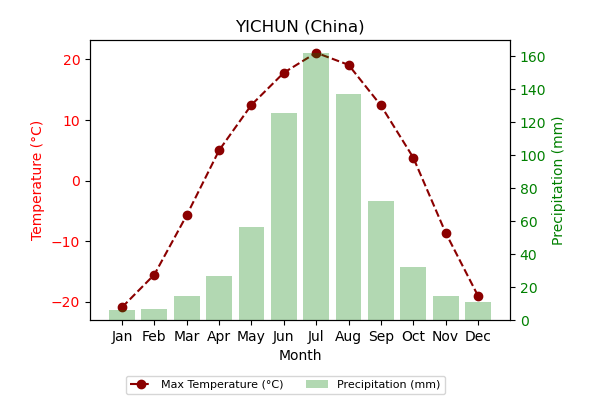 YICHUN (China)
Temperature (°C)
20
10
0
−10
−20
160
140
120
100
80
60
40
20
0
Precipitation (mm)
Jan Feb Mar Apr May Jun Jul Aug Sep Oct Nov Dec
Month
Max Temperature (°C) Precipitation (mm)